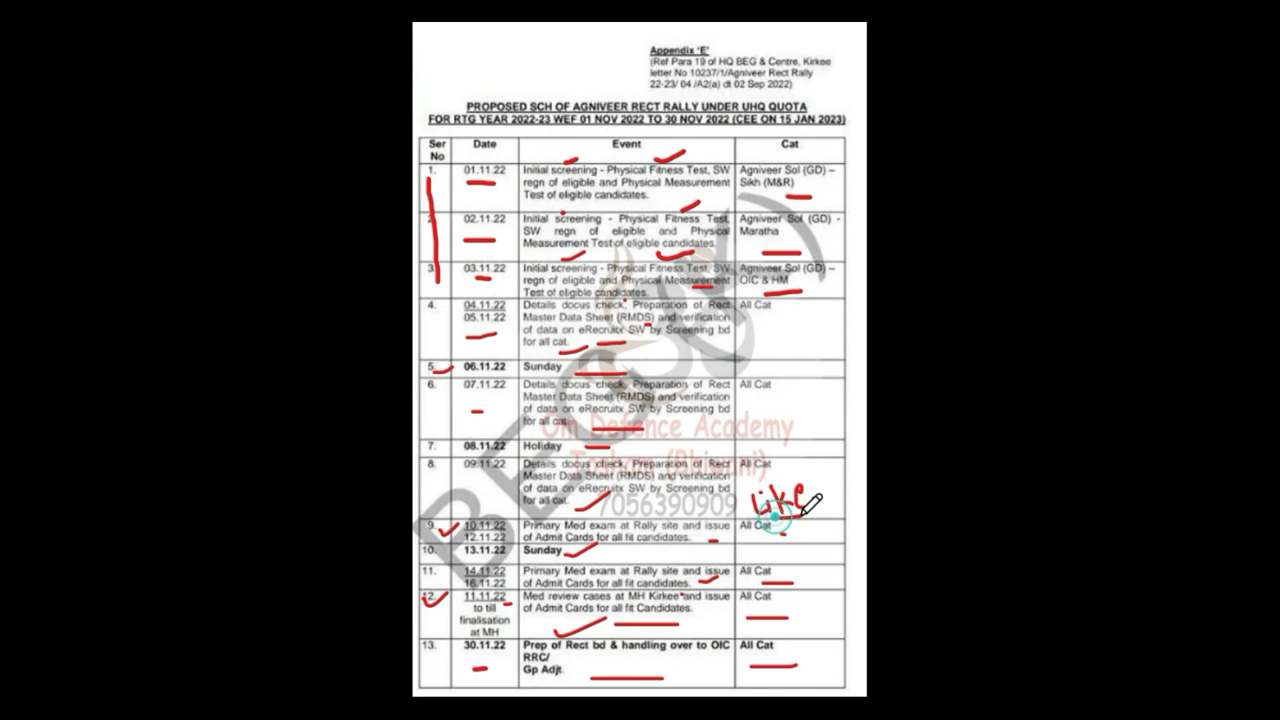 Appendix 'E'
(Ref Para 19 of HQ BEG & Centre, Kirkee
letter No 10237/1/Agniveer Rect Rally
22-23/ 04 /A2(a) dt 02 Sep 2022)
PROPOSED SCH OF AGNIVEER RECT RALLY UNDER UHQ QUOTA
FOR RTG YEAR 2022-23 WEF 01 NOV 2022 TO 30 NOV 2022 (CEE ON 15 JAN 2023)
Ser No Date Event Cat
1. 01.11.22 Initial screening - Physical Fitness Test, SW Agniveer Sol (GD) –
regn of eligible and Physical Measurement Sikh (M&R)
Test of eligible candidates.
2. 02.11.22 Initial screening - Physical Fitness Test, Agniveer Sol (GD) -
SW regn of eligible and Physical Maratha
Measurement Test of eligible candidates.
3. 03.11.22 Initial screening - Physical Fitness Test, SW Agniveer Sol (GD) –
regn of eligible and Physical Measurement OIC & HM
Test of eligible candidates.
4. 04.11.22 Details docus check, Preparation of Rect All Cat
05.11.22 Master Data Sheet (RMDS) and verification
of data on eRecruitx SW by Screening bd
for all cat.
5. 06.11.22 Sunday
6. 07.11.22 Details docus check, Preparation of Rect All Cat
Master Data Sheet (RMDS) and verification
of data on eRecruitx SW by Screening bd
for all cat.
Om Defence Academy
7. 08.11.22 Holiday
(Bhiwani)
8. 09.11.22 Details docus check, Preparation of Rect All Cat
Master Data Sheet (RMDS) and verification
of data on eRecruitx SW by Screening bd
for all cat.
7056390909
like
9. 10.11.22 Primary Med exam at Rally site and issue All Cat
12.11.22 of Admit Cards for all fit candidates.
10. 13.11.22 Sunday
11. 14.11.22 Primary Med exam at Rally site and issue All Cat
16.11.22 of Admit Cards for all fit candidates.
12. 11.11.22 Med review cases at MH Kirkee and issue All Cat
to till of Admit Cards for all fit Candidates.
finalisation
at MH
13. 30.11.22 Prep of Rect bd & handling over to OIC All Cat
RRC/
Gp Adjt.